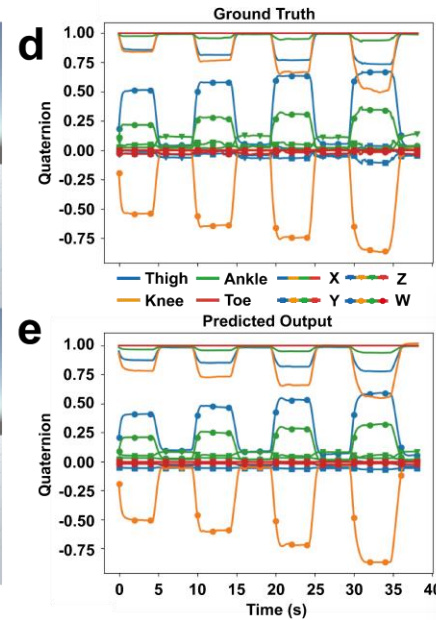 d
Ground Truth
Quaternion
1.00
0.75
0.50
0.25
0.00
-0.25
-0.50
-0.75
Thigh Ankle X Z
Knee Toe Y W
e
Predicted Output
Quaternion
1.00
0.75
0.50
0.25
0.00
-0.25
-0.50
-0.75
0 5 10 15 20 25 30 35 40
Time (s)